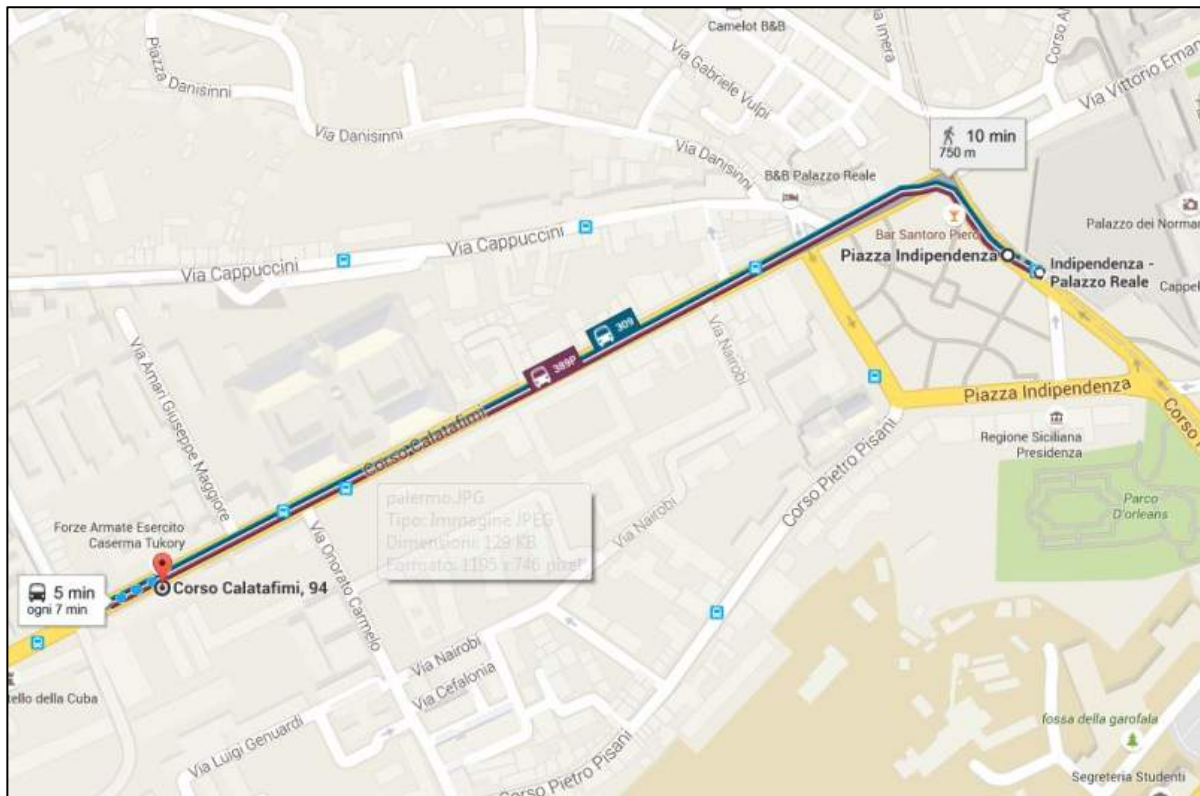 Camelot B&B
Via Gabriele Vulpi
Imera
Via Vittorio Eman
Piazza
Danisinni
Via Danisinni
Via Danisinni
10 min
750 m
B&B Palazzo Reale
Palazzo dei Norman
Via Cappuccini
Via Cappuccini
Bar Santoro Piero
Piazza Indipendenza
Indipendenza -
Palazzo Reale
Cappel
309
389P
Via Nairobi
Via Amari Giuseppe Maggiore
Corso Calatafimi
Piazza Indipendenza
Corso
Regione Siciliana
Presidenza
Corso Pietro Pisani
Parco
D'orleans
palermo.JPG
Tipo: Immagine JPEG
Dimensioni: 129 KB
Formato: 1195 x 746 pixel
Via Nairobi
Forze Armate Esercito
Caserma Tukory
Via Onorato Carmelo
5 min
ogni 7 min
Corso Calatafimi, 94
Via Nairobi
Via Cefalonia
tello della Cuba
Via Luigi Genuardi
Corso Pietro Pisani
fossa della garofala
Segreteria Studenti